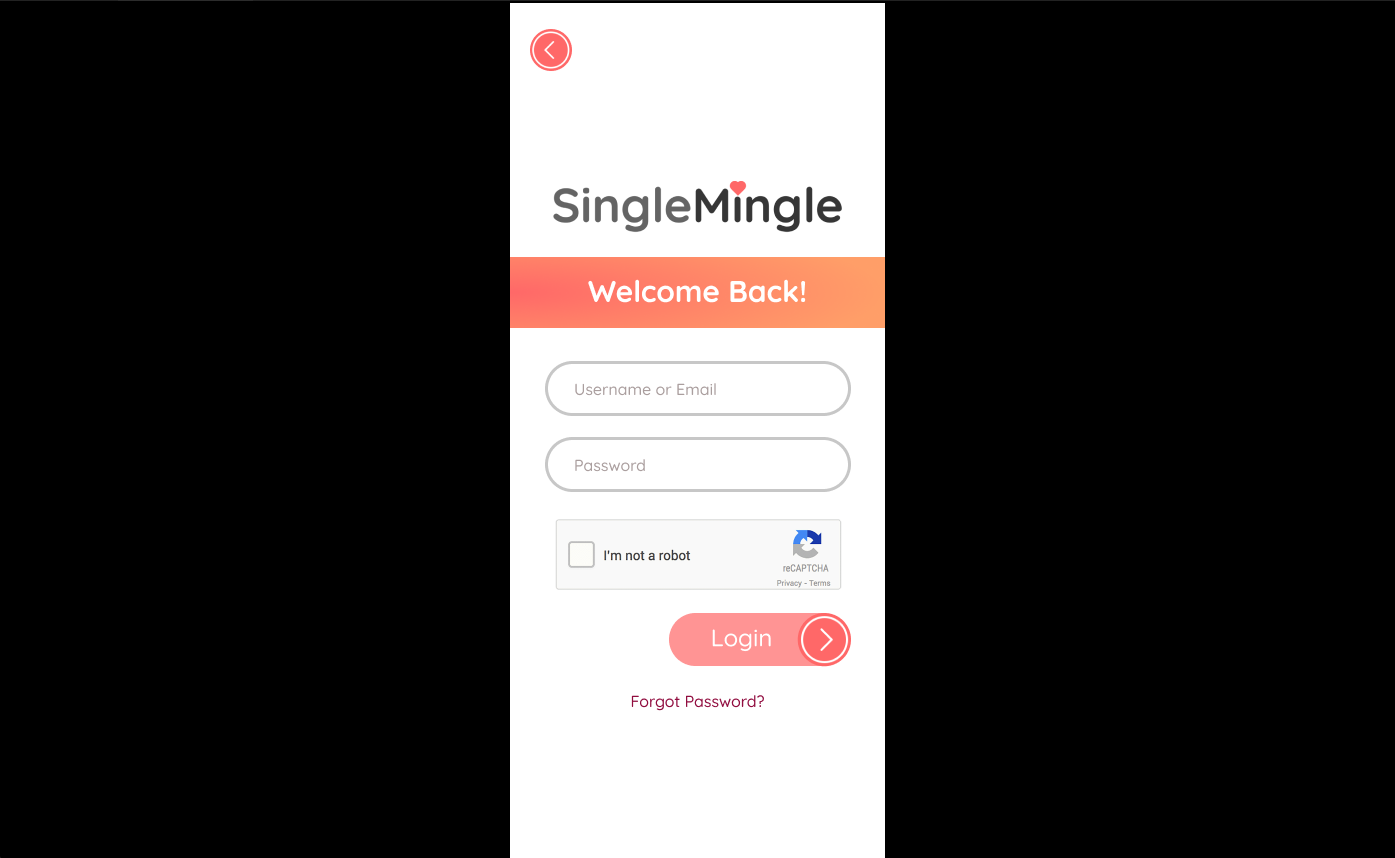 SingleMingle
Welcome Back!
Username or Email
Password
I'm not a robot
reCAPTCHA
Privacy - Terms
Login
Forgot Password?